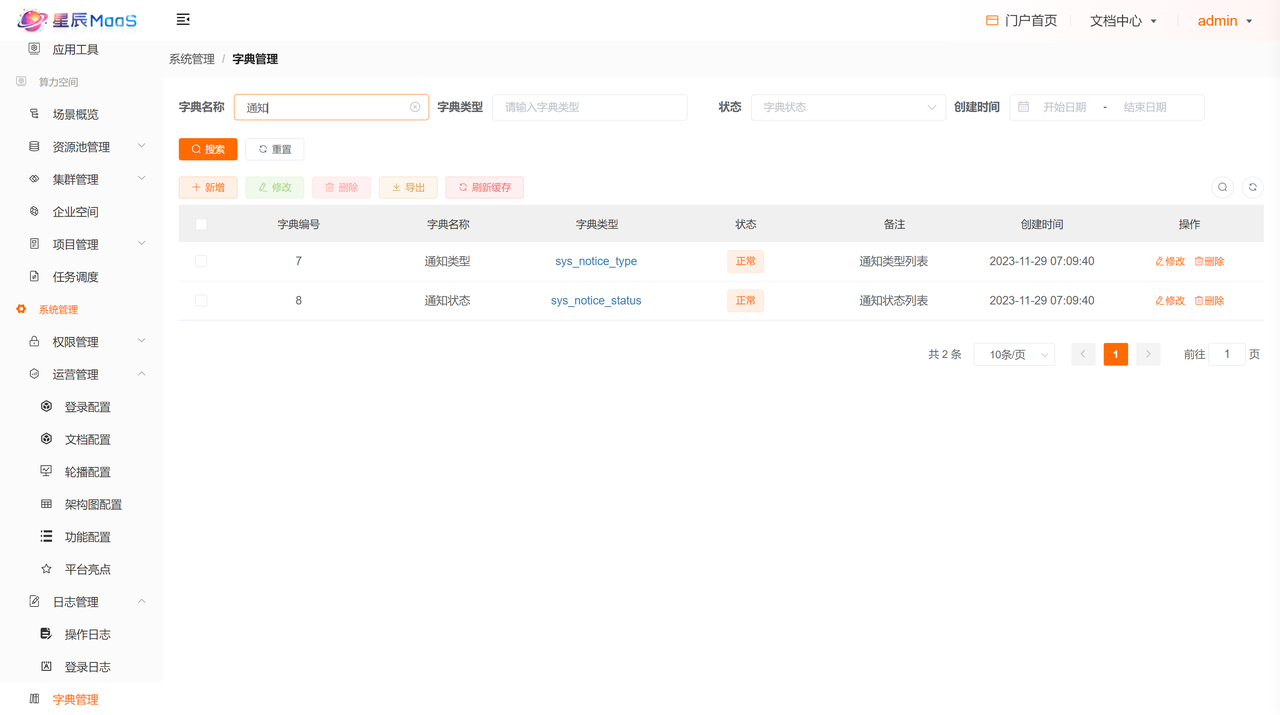 星辰MaaS
门户首页
文档中心
admin
应用工具
算力空间
场景概览
资源池管理
集群管理
企业空间
项目管理
任务调度
系统管理
权限管理
运营管理
登录配置
文档配置
轮播配置
架构图配置
功能配置
平台亮点
日志管理
操作日志
登录日志
字典管理
系统管理 / 字典管理
字典名称 通知 字典类型 请输入字典类型 状态 字典状态 创建时间 开始日期 - 结束日期
搜索 重置
新增 修改 删除 导出 刷新缓存
字典编号 字典名称 字典类型 状态 备注 创建时间 操作
7 通知类型 sys_notice_type 正常 通知类型列表 2023-11-29 07:09:40 修改 删除
8 通知状态 sys_notice_status 正常 通知状态列表 2023-11-29 07:09:40 修改 删除
共 2 条 10条/页 1 前往 1 页